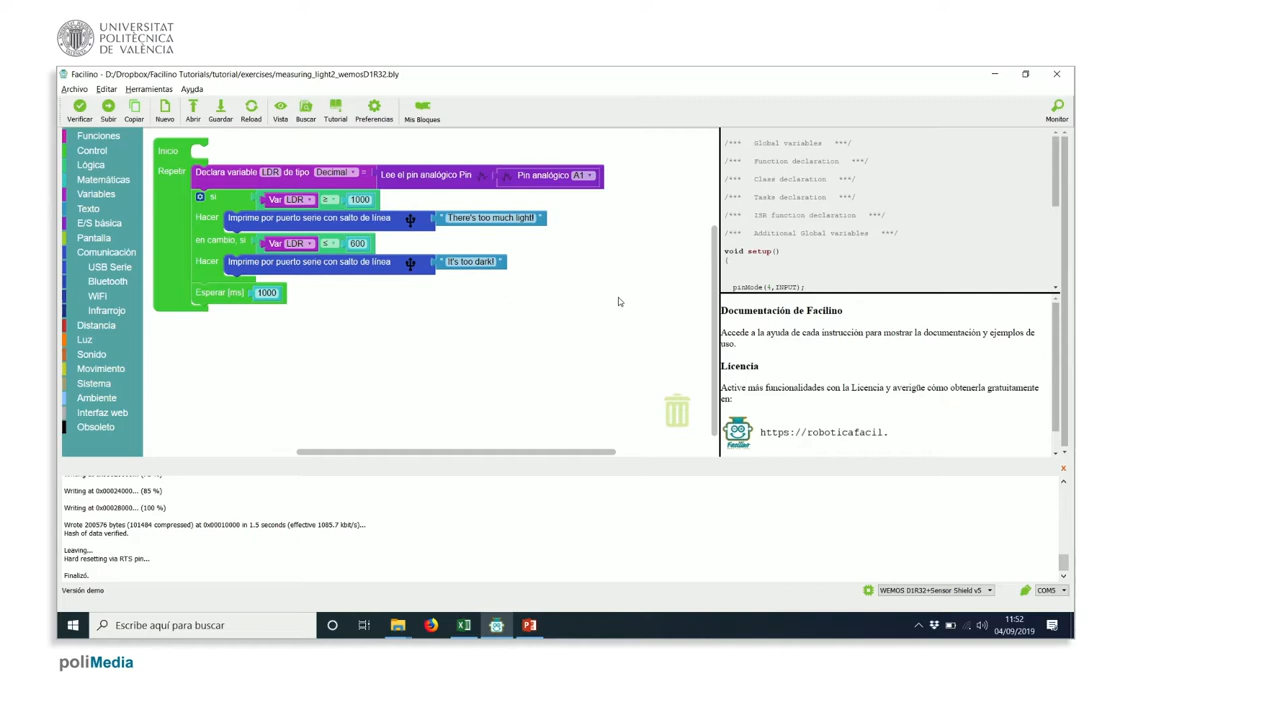 UNIVERSITAT
POLITÈCNICA
DE VALÈNCIA
Facilino - D:/Dropbox/Facilino Tutorials/tutorial/exercises/measuring_light2_wemosD1R32.bly
Archivo Editar Herramientas Ayuda
Verificar Subir Copiar Nuevo Abrir Guardar Reload Vista Buscar Tutorial Preferencias Mis Bloques Monitor
Funciones
Control
Lógica
Matemáticas
Variables
Texto
E/S básica
Pantalla
Comunicación
USB Serie
Bluetooth
WiFi
Infrarrojo
Distancia
Luz
Sonido
Movimiento
Sistema
Ambiente
Interfaz web
Obsoleto
Inicio
Repetir
Declara variable LDR de tipo Decimal = Lee el pin analógico Pin Pin analógico A1
si Var LDR ≥ 1000
Hacer Imprime por puerto serie con salto de línea " There's too much light! "
en cambio, si Var LDR ≤ 600
Hacer Imprime por puerto serie con salto de línea " It's too dark! "
Esperar [ms] 1000
/*** Global variables ***/
/*** Function declaration ***/
/*** Class declaration ***/
/*** Tasks declaration ***/
/*** ISR function declaration ***/
/*** Additional Global variables ***/
void setup()
{
pinMode(4,INPUT);
Documentación de Facilino
Accede a la ayuda de cada instrucción para mostrar la documentación y ejemplos de
uso.
Licencia
Active más funcionalidades con la Licencia y averigüe cómo obtenerla gratuitamente
en:
Facilino
https://roboticafacil.
X
Writing at 0x00024000... (85 %)
Writing at 0x00028000... (100 %)
Wrote 200576 bytes (101484 compressed) at 0x00010000 in 1.5 seconds (effective 1085.7 kbit/s)...
Hash of data verified.
Leaving...
Hard resetting via RTS pin...
Finalizó.
Versión demo
WEMOS D1R32+Sensor Shield v5
COM5
Escribe aquí para buscar
11:52
04/09/2019
poliMedia